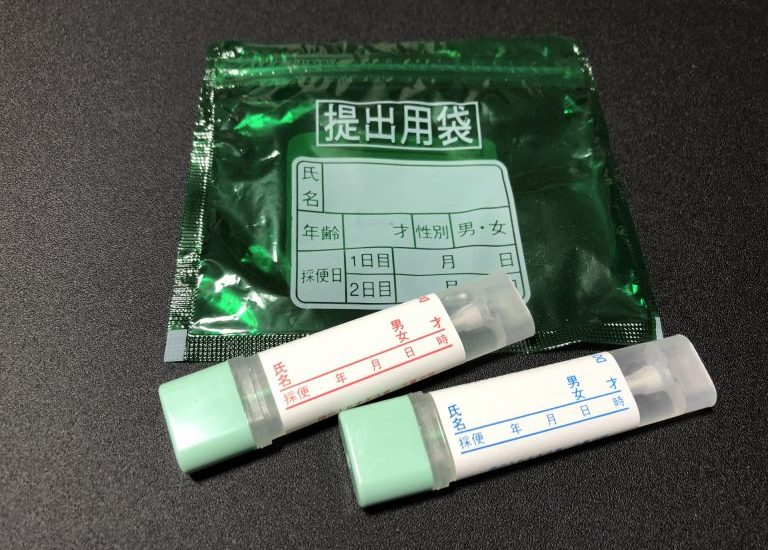 提出用袋
氏名
年齢 才 性別 男・女
採便日 1日目 月 日
2日目 月 日
男 才
氏名 女
採便 年 月 日 時
男 才
氏名 女
採便 年 月 日 時